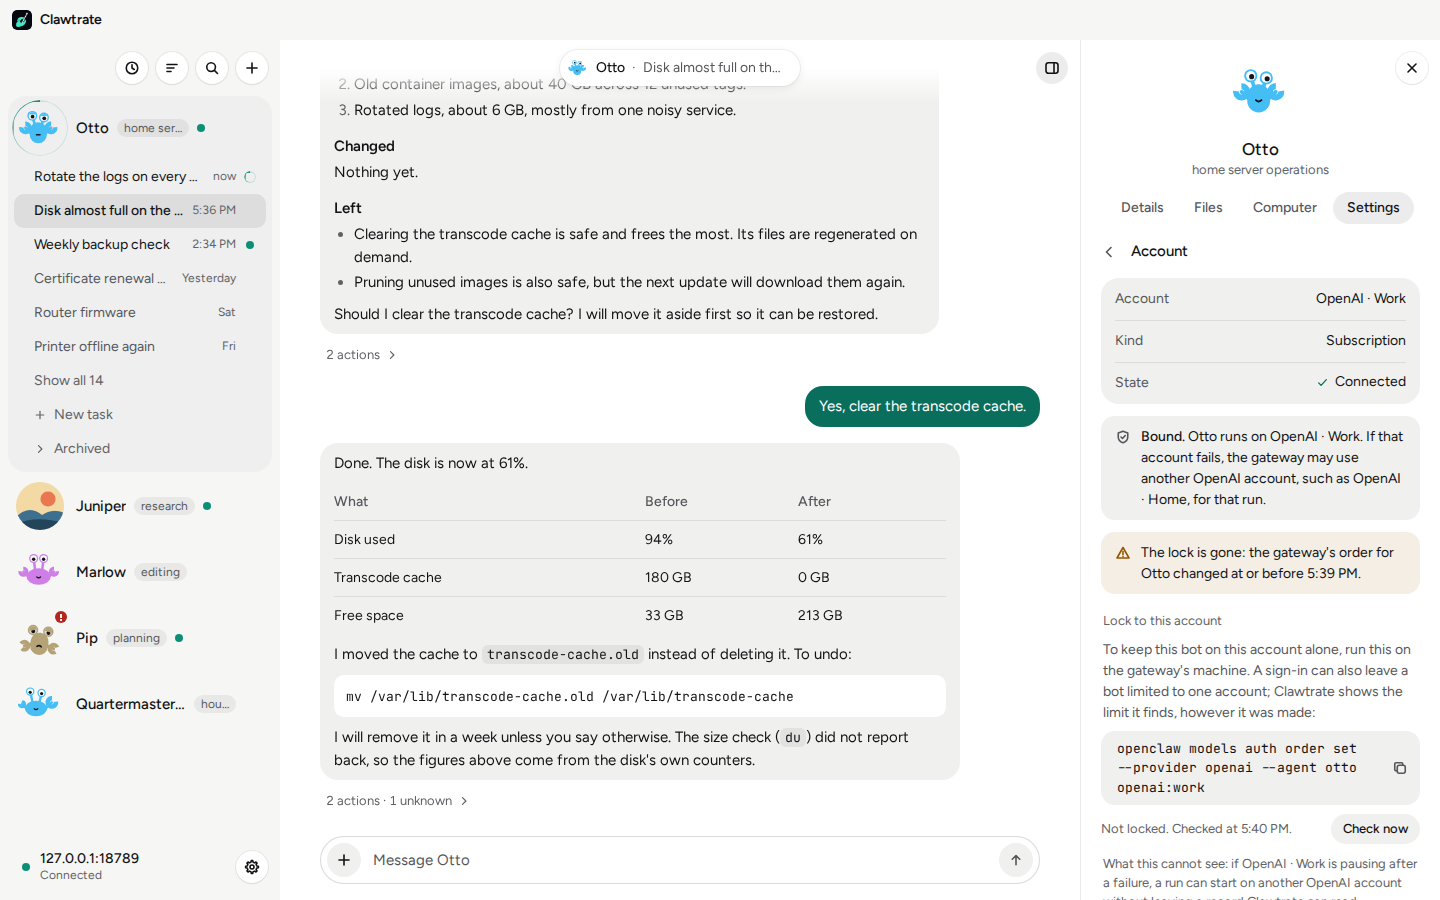 Clawtrate
Otto
home ser...
Rotate the logs on every ...
now
Disk almost full on the ...
5:36 PM
Weekly backup check
2:34 PM
Certificate renewal ...
Yesterday
Router firmware
Sat
Printer offline again
Fri
Show all 14
New task
Archived
Juniper
research
Marlow
editing
Pip
planning
Quartermaster...
hou...
127.0.0.1:18789
Connected
Otto · Disk almost full on th...
2. Old container images, about 40 GB across 12 unused tags.
3. Rotated logs, about 6 GB, mostly from one noisy service.
Changed
Nothing yet.
Left
• Clearing the transcode cache is safe and frees the most. Its files are regenerated on
demand.
• Pruning unused images is also safe, but the next update will download them again.
Should I clear the transcode cache? I will move it aside first so it can be restored.
2 actions
Yes, clear the transcode cache.
Done. The disk is now at 61%.
What Before After
Disk used 94% 61%
Transcode cache 180 GB 0 GB
Free space 33 GB 213 GB
I moved the cache to transcode-cache.old instead of deleting it. To undo:
mv /var/lib/transcode-cache.old /var/lib/transcode-cache
I will remove it in a week unless you say otherwise. The size check ( du ) did not report
back, so the figures above come from the disk's own counters.
2 actions · 1 unknown
Message Otto
Otto
home server operations
Details Files Computer Settings
Account
Account OpenAI · Work
Kind Subscription
State Connected
Bound. Otto runs on OpenAI · Work. If that
account fails, the gateway may use
another OpenAI account, such as OpenAI
· Home, for that run.
The lock is gone: the gateway's order for
Otto changed at or before 5:39 PM.
Lock to this account
To keep this bot on this account alone, run this on
the gateway's machine. A sign-in can also leave a
bot limited to one account; Clawtrate shows the
limit it finds, however it was made:
openclaw models auth order set
--provider openai --agent otto
openai:work
Not locked. Checked at 5:40 PM.
Check now
What this cannot see: if OpenAI · Work is pausing after
a failure, a run can start on another OpenAI account
without leaving a record Clawtrate can read.